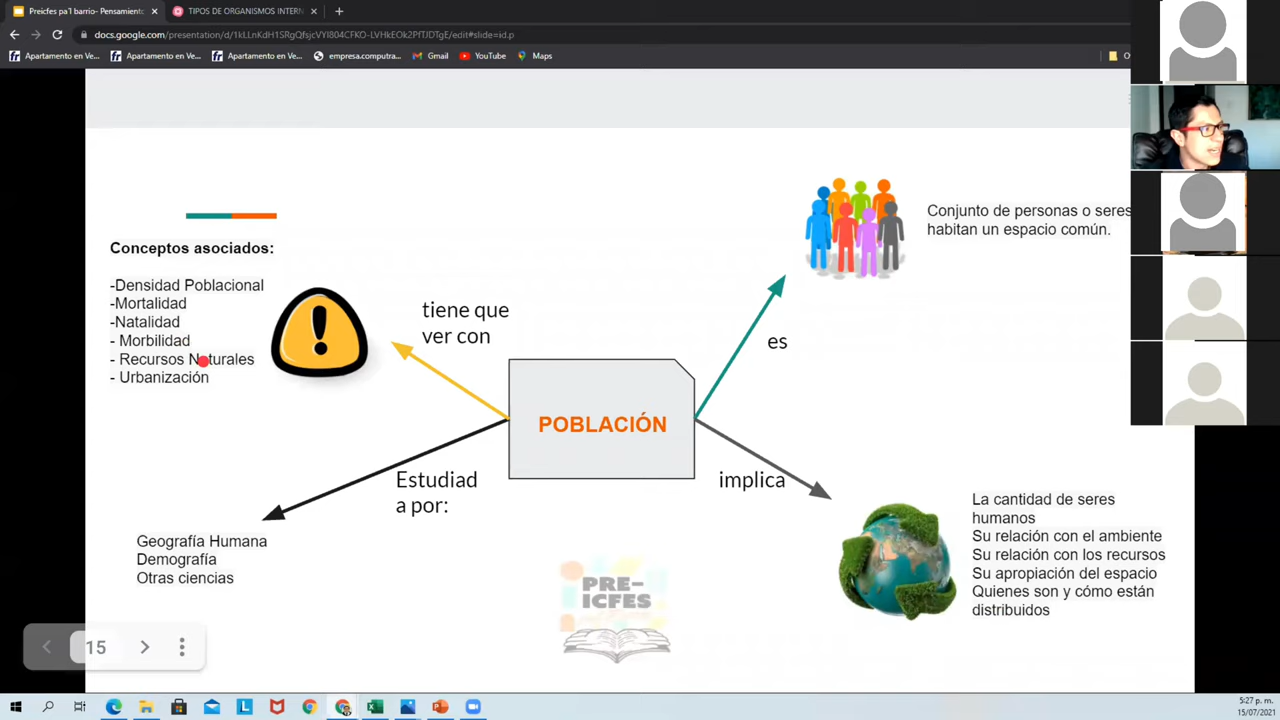 Preicfes pa'l barrio- Pensamiento
TIPOS DE ORGANISMOS INTERN
docs.google.com/presentation/d/1kLLnKdH1SRgQfsjcVYl804CFKO-LVHkEOk2PfTJDTgE/edit#slide=id.p
Apartamento en Ve...
Apartamento en Ve...
Apartamento en Ve...
empresa.computra...
Gmail
YouTube
Maps
Conceptos asociados:
-Densidad Poblacional
-Mortalidad
-Natalidad
- Morbilidad
- Recursos Naturales
- Urbanización
tiene que
ver con
es
Conjunto de personas o seres
habitan un espacio común.
POBLACIÓN
Estudiad
a por:
implica
Geografía Humana
Demografía
Otras ciencias
La cantidad de seres
humanos
Su relación con el ambiente
Su relación con los recursos
Su apropiación del espacio
Quienes son y cómo están
distribuidos
PRE-
ICFES
15
5:27 p. m.
15/07/2021